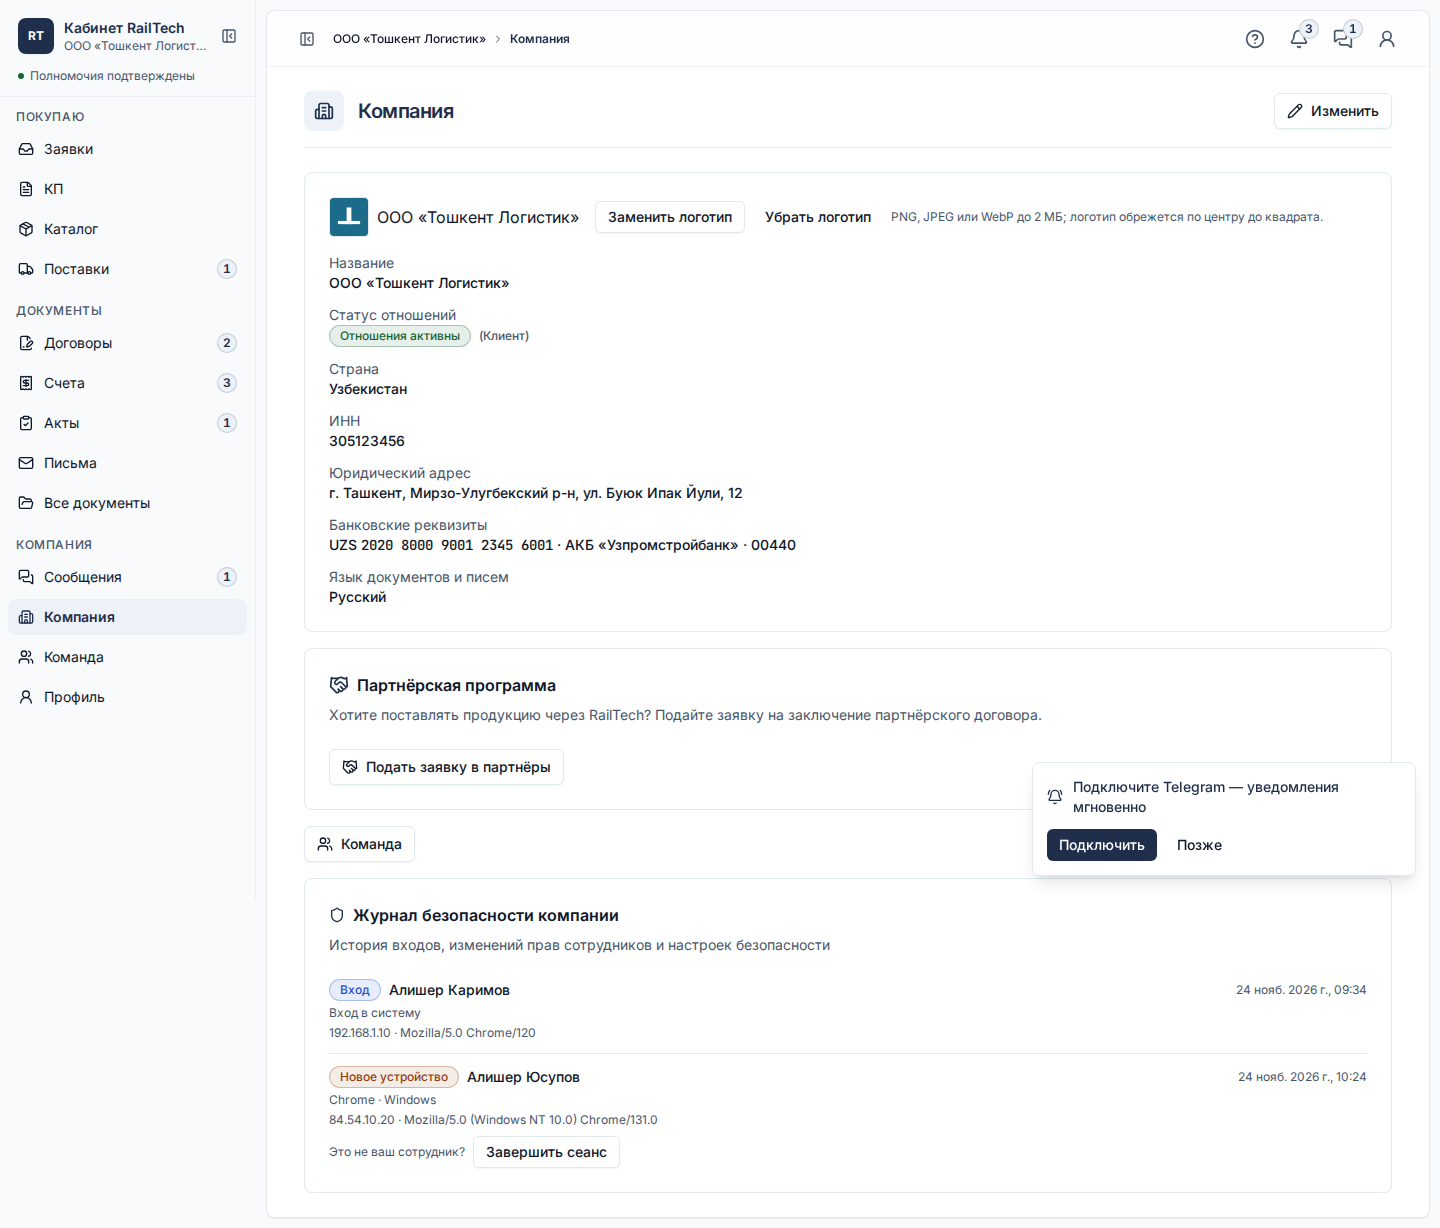 RT
Кабинет RailTech
ООО «Тошкент Логист...
Полномочия подтверждены
ПОКУПАЮ
Заявки
КП
Каталог
Поставки 1
ДОКУМЕНТЫ
Договоры 2
Счета 3
Акты 1
Письма
Все документы
КОМПАНИЯ
Сообщения 1
Компания
Команда
Профиль
ООО «Тошкент Логистик» > Компания
3 1
Компания
Изменить
ООО «Тошкент Логистик» Заменить логотип Убрать логотип PNG, JPEG или WebP до 2 МБ; логотип обрежется по центру до квадрата.
Название
ООО «Тошкент Логистик»
Статус отношений
Отношения активны (Клиент)
Страна
Узбекистан
ИНН
305123456
Юридический адрес
г. Ташкент, Мирзо-Улугбекский р-н, ул. Буюк Ипак Йули, 12
Банковские реквизиты
UZS 2020 8000 9001 2345 6001 · АКБ «Узпромстройбанк» · 00440
Язык документов и писем
Русский
Партнёрская программа
Хотите поставлять продукцию через RailTech? Подайте заявку на заключение партнёрского договора.
Подать заявку в партнёры
Подключите Telegram — уведомления
мгновенно
Подключить Позже
Команда
Журнал безопасности компании
История входов, изменений прав сотрудников и настроек безопасности
Вход Алишер Каримов 24 нояб. 2026 г., 09:34
Вход в систему
192.168.1.10 · Mozilla/5.0 Chrome/120
Новое устройство Алишер Юсупов 24 нояб. 2026 г., 10:24
Chrome · Windows
84.54.10.20 · Mozilla/5.0 (Windows NT 10.0) Chrome/131.0
Это не ваш сотрудник? Завершить сеанс